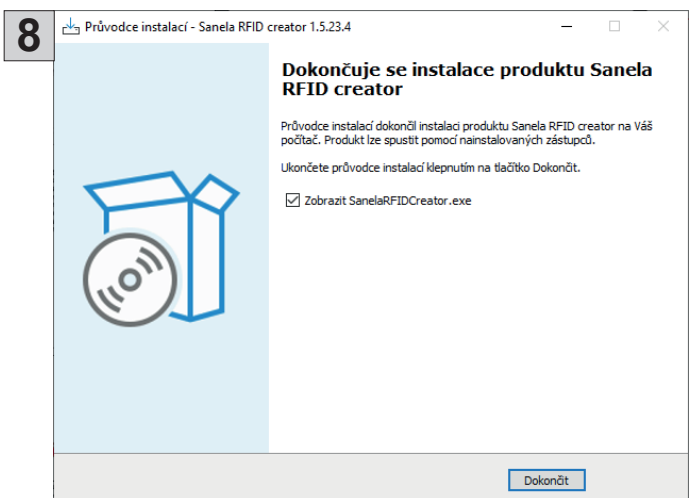 8
Průvodce instalací - Sanela RFID creator 1.5.23.4
Dokončuje se instalace produktu Sanela
RFID creator
Průvodce instalací dokončil instalaci produktu Sanela RFID creator na Váš
počítač. Produkt lze spustit pomocí nainstalovaných zástupců.
Ukončete průvodce instalací klepnutím na tlačítko Dokončit.
Zobrazit SanelaRFIDCreator.exe
Dokončit